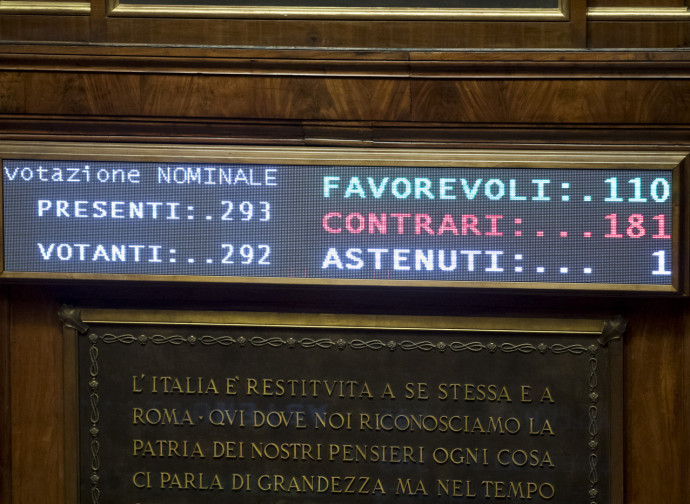 votazione NOMINALE
PRESENTI:.293
VOTANTI:..292
FAVOREVOLI:.110
CONTRARI:...181
ASTENUTI:... 1
L'ITALIA E' RESTITVITA A SE STESSA E A
ROMA · QVI DOVE NOI RICONOSCIAMO LA
PATRIA DEI NOSTRI PENSIERI OGNI COSA
CI PARLA DI GRANDEZZA MA NEL TEMPO